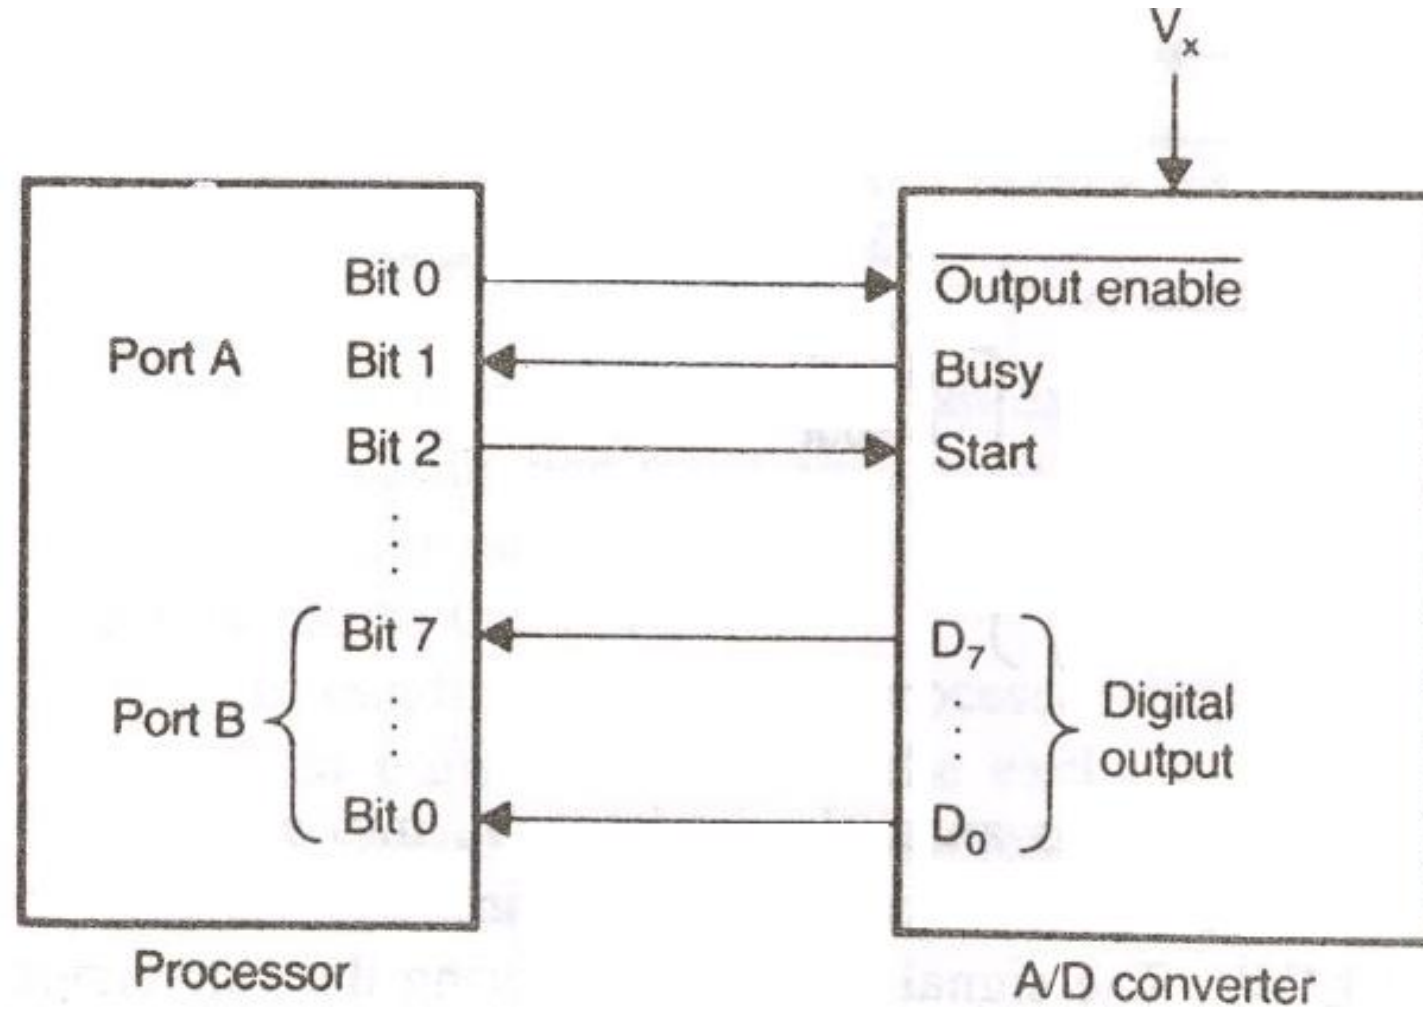 Vx
Bit 0
Port A
Bit 1
Bit 2
Bit 7
Port B
Bit 0
Processor
Output enable
Busy
Start
D7
Digital
output
D0
A/D converter